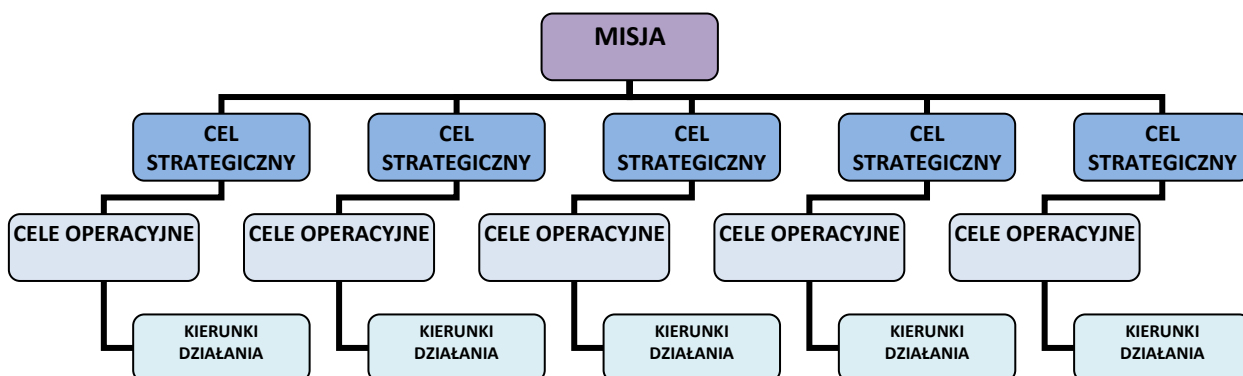 MISJA
CEL
STRATEGICZNY
CEL
STRATEGICZNY
CEL
STRATEGICZNY
CEL
STRATEGICZNY
CEL
STRATEGICZNY
CELE OPERACYJNE
CELE OPERACYJNE
CELE OPERACYJNE
CELE OPERACYJNE
CELE OPERACYJNE
KIERUNKI
DZIAŁANIA
KIERUNKI
DZIAŁANIA
KIERUNKI
DZIAŁANIA
KIERUNKI
DZIAŁANIA
KIERUNKI
DZIAŁANIA